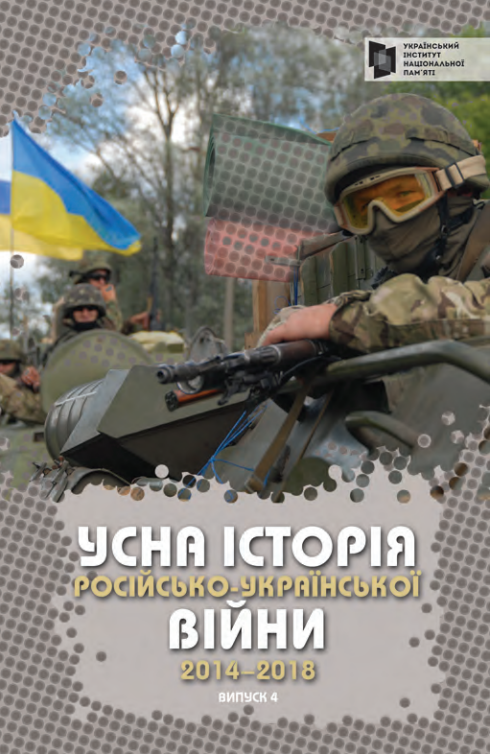 УКРАЇНСЬКИЙ
ІНСТИТУТ
НАЦІОНАЛЬНОЇ
ПАМ'ЯТІ
УСНА ІСТОРІЯ
РОСІЙСЬКО-УКРАЇНСЬКОЇ
ВІЙНИ
2014–2018
ВИПУСК 4